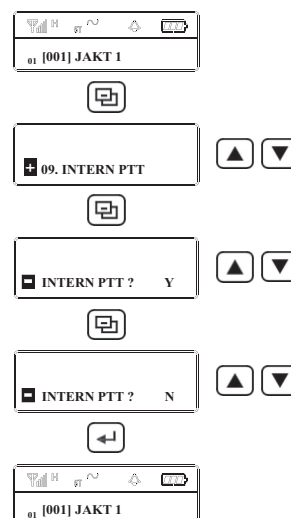 01 [001] JAKT 1
+ 09. INTERN PTT
- INTERN PTT ? Y
- INTERN PTT ? N
01 [001] JAKT 1